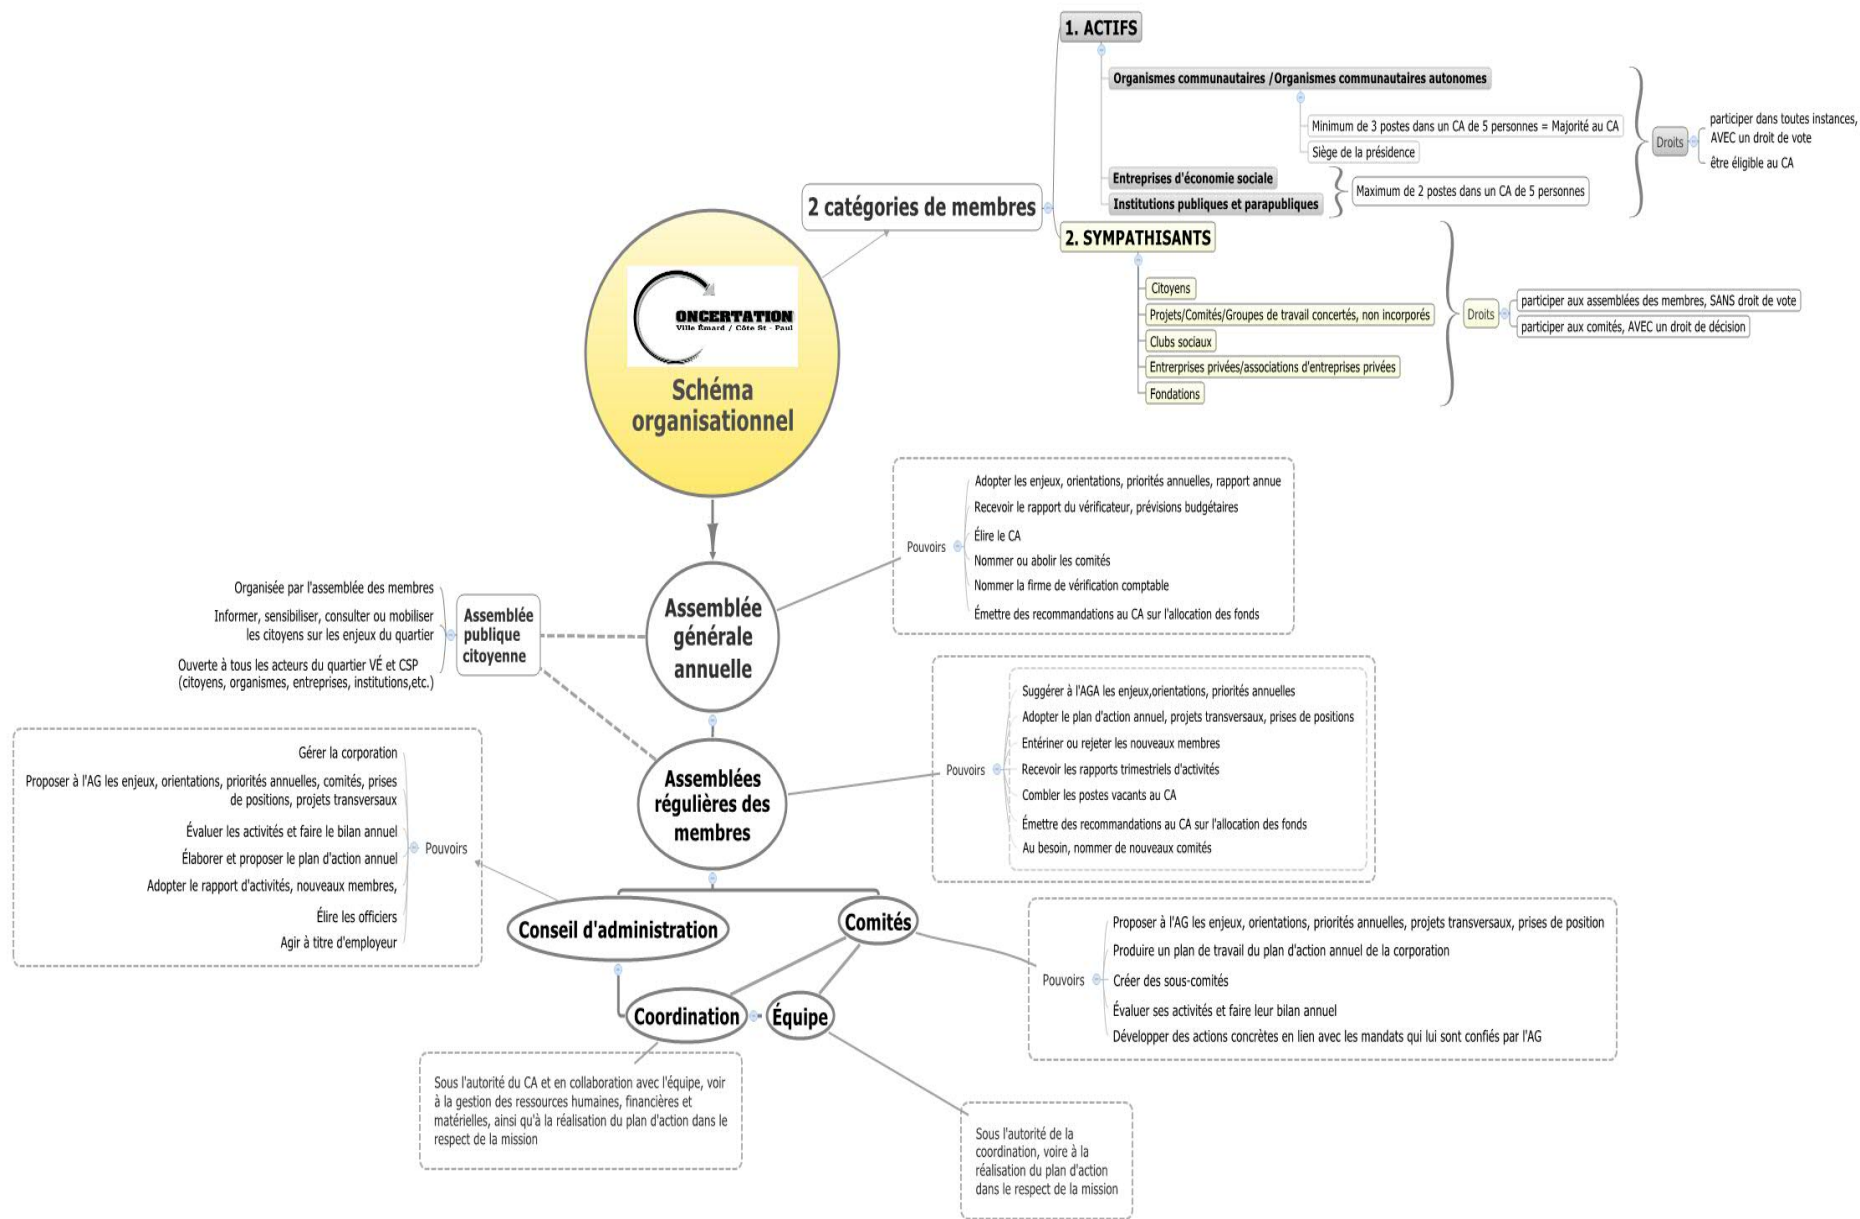 1. ACTIFS
Organismes communautaires /Organismes communautaires autonomes
Minimum de 3 postes dans un CA de 5 personnes = Majorité au CA
Siège de la présidence
Entreprises d'économie sociale
Institutions publiques et parapubliques
Maximum de 2 postes dans un CA de 5 personnes
Droits
participer dans toutes instances,
AVEC un droit de vote
être éligible au CA
2 catégories de membres
2. SYMPATHISANTS
Citoyens
Projets/Comités/Groupes de travail concertés, non incorporés
Clubs sociaux
Entrerprises privées/associations d'entreprises privées
Fondations
Droits
participer aux assemblées des membres, SANS droit de vote
participer aux comités, AVEC un droit de décision
CONCERTATION
Ville Émard / Côte St - Paul
Schéma
organisationnel
Adopter les enjeux, orientations, priorités annuelles, rapport annue
Recevoir le rapport du vérificateur, prévisions budgétaires
Élire le CA
Pouvoirs
Nommer ou abolir les comités
Nommer la firme de vérification comptable
Émettre des recommandations au CA sur l'allocation des fonds
Assemblée
générale
annuelle
Assemblée
publique
citoyenne
Organisée par l'assemblée des membres
Informer, sensibiliser, consulter ou mobiliser
les citoyens sur les enjeux du quartier
Ouverte à tous les acteurs du quartier VÉ et CSP
(citoyens, organismes, entreprises, institutions,etc.)
Suggérer à l'AGA les enjeux,orientations, priorités annuelles
Adopter le plan d'action annuel, projets transversaux, prises de positions
Entériner ou rejeter les nouveaux membres
Pouvoirs
Recevoir les rapports trimestriels d'activités
Combler les postes vacants au CA
Émettre des recommandations au CA sur l'allocation des fonds
Au besoin, nommer de nouveaux comités
Assemblées
régulières des
membres
Gérer la corporation
Proposer à l'AG les enjeux, orientations, priorités annuelles, comités, prises
de positions, projets transversaux
Évaluer les activités et faire le bilan annuel
Pouvoirs
Élaborer et proposer le plan d'action annuel
Adopter le rapport d'activités, nouveaux membres,
Élire les officiers
Agir à titre d'employeur
Conseil d'administration
Comités
Proposer à l'AG les enjeux, orientations, priorités annuelles, projets transversaux, prises de position
Produire un plan de travail du plan d'action annuel de la corporation
Pouvoirs
Créer des sous-comités
Évaluer ses activités et faire leur bilan annuel
Développer des actions concrètes en lien avec les mandats qui lui sont confiés par l'AG
Coordination
Équipe
Sous l'autorité du CA et en collaboration avec l'équipe, voir
à la gestion des ressources humaines, financières et
matérielles, ainsi qu'à la réalisation du plan d'action dans le
respect de la mission
Sous l'autorité de la
coordination, voire à la
réalisation du plan d'action
dans le respect de la mission